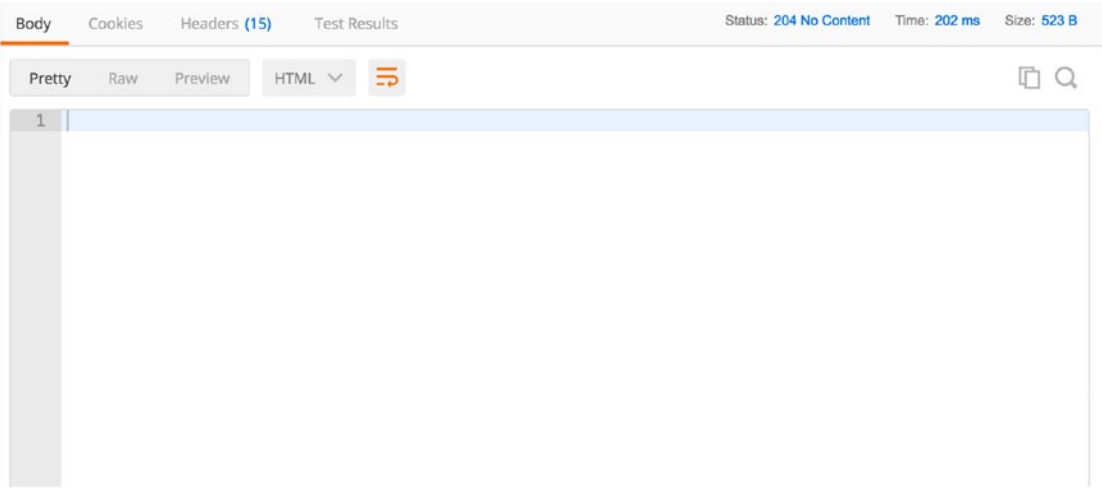 Body Cookies Headers (15) Test Results Status: 204 No Content Time: 202 ms Size: 523 B
Pretty Raw Preview HTML
1